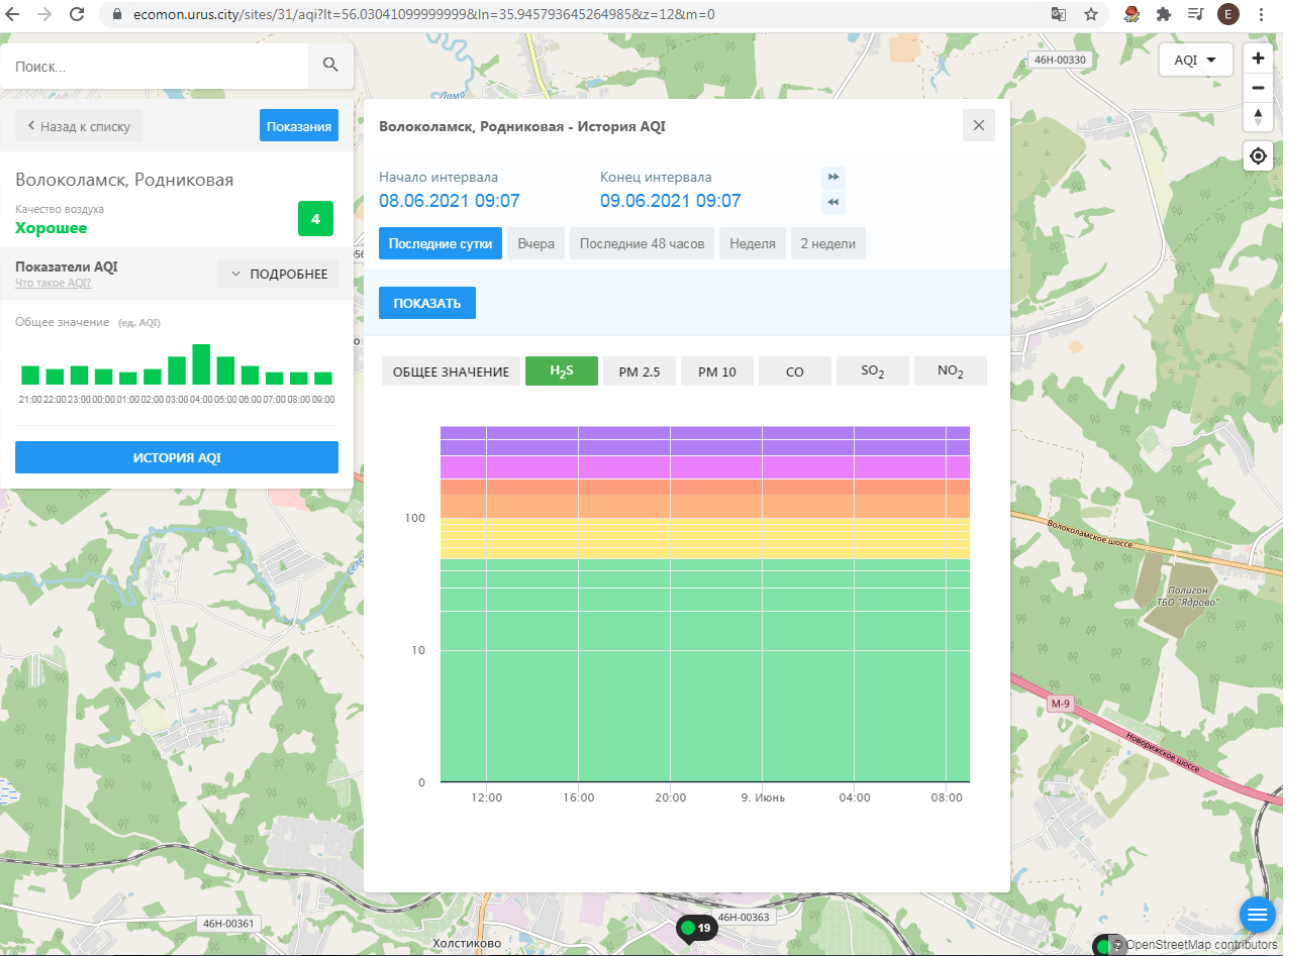 ecomon.urus.city/sites/31/aqi?lt=56.03041099999999&ln=35.945793645264985&z=12&m=0
E
Поиск...
46Н-00330
AQI
Лама
Назад к списку
Показания
Волоколамск, Родниковая - История AQI
Волоколамск, Родниковая
Качество воздуха
Хорошее
4
Начало интервала
Конец интервала
08.06.2021 09:07
09.06.2021 09:07
Последние сутки
Вчера
Последние 48 часов
Неделя
2 недели
Показатели AQI
Что такое AQI?
ПОДРОБНЕЕ
ПОКАЗАТЬ
Общее значение (ед. AQI)
21:00 22:00 23:00 00:00 01:00 02:00 03:00 04:00 05:00 06:00 07:00 08:00 09:00
ИСТОРИЯ AQI
ОБЩЕЕ ЗНАЧЕНИЕ
H2S
PM 2.5
PM 10
CO
SO2
NO2
100
10
0
12:00
16:00
20:00
9. Июнь
04:00
08:00
Волоколамское шоссе
Полигон
ТБО "Ядрово"
М-9
Новорижское шоссе
46Н-00361
46Н-00363
19
Холстиково
© OpenStreetMap contributors